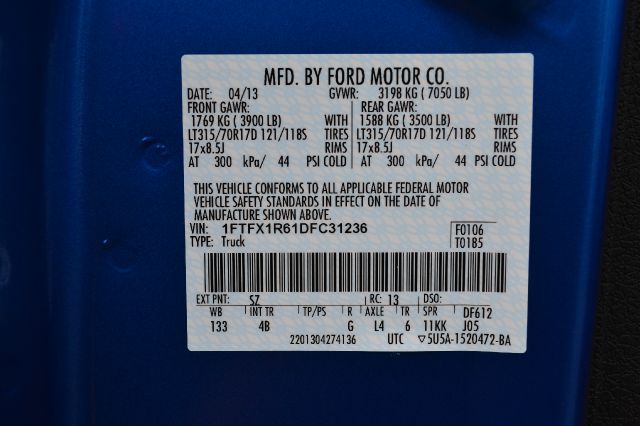 MFD. BY FORD MOTOR CO.
DATE: 04/13 GVWR: 3198 KG ( 7050 LB)
FRONT GAWR: REAR GAWR:
1769 KG ( 3900 LB) WITH 1588 KG ( 3500 LB) WITH
LT315/70R17D 121/118S TIRES LT315/70R17D 121/118S TIRES
17x8.5J RIMS 17x8.5J RIMS
AT 300 kPa/ 44 PSI COLD AT 300 kPa/ 44 PSI COLD
THIS VEHICLE CONFORMS TO ALL APPLICABLE FEDERAL MOTOR
VEHICLE SAFETY STANDARDS IN EFFECT ON THE DATE OF
MANUFACTURE SHOWN ABOVE.
VIN: 1FTFX1R61DFC31236 F0106
TYPE: Truck T0185
EXT PNT: SZ RC: 13 DSO:
WB INT TR TP/PS R AXLE TR SPR DF612
133 4B G L4 6 11KK J05
2201304274136 UTC ▽5U5A-1520472-BA